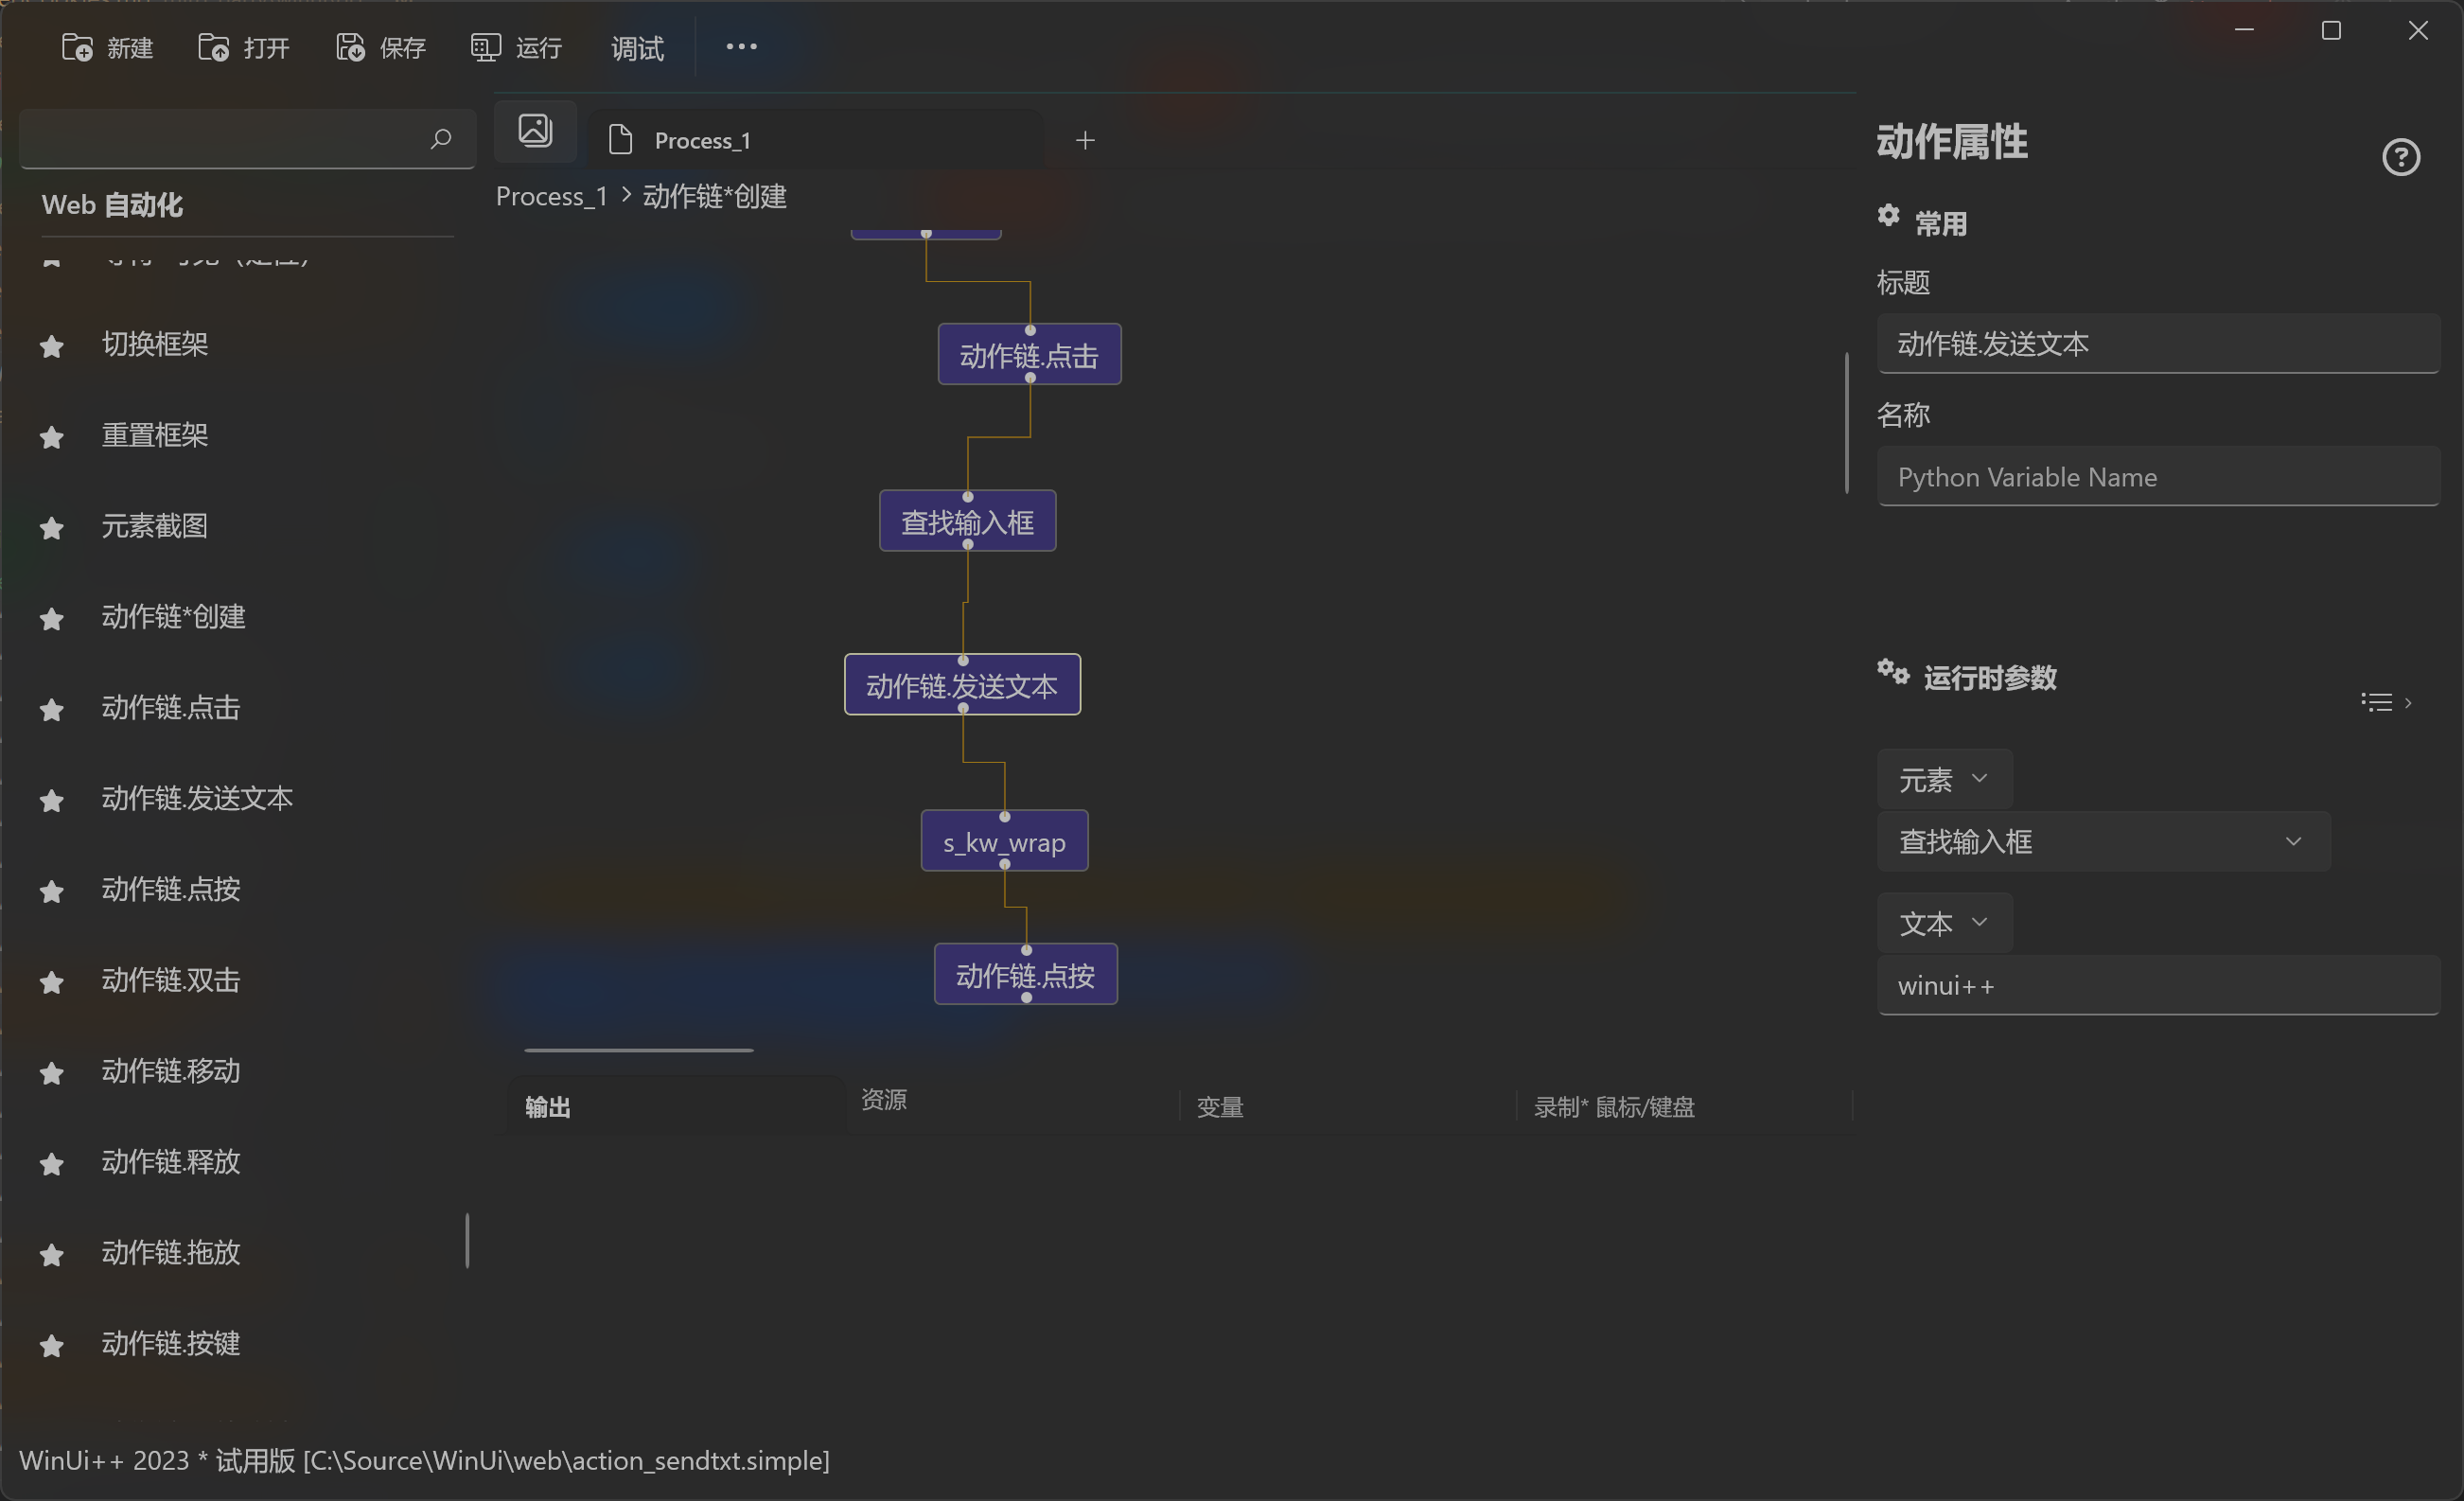 新建 打开 保存 运行 调试
Process_1
Process_1 > 动作链*创建
Web 自动化
切换框架
重置框架
元素截图
动作链*创建
动作链.点击
动作链.发送文本
动作链.点按
动作链.双击
动作链.移动
动作链.释放
动作链.拖放
动作链.按键
动作链.点击
查找输入框
动作链.发送文本
s_kw_wrap
动作链.点按
输出 资源 变量 录制* 鼠标/键盘
动作属性
常用
标题
动作链.发送文本
名称
Python Variable Name
运行时参数
元素
查找输入框
文本
winui++
WinUi++ 2023 * 试用版 [C:\Source\WinUi\web\action_sendtxt.simple]